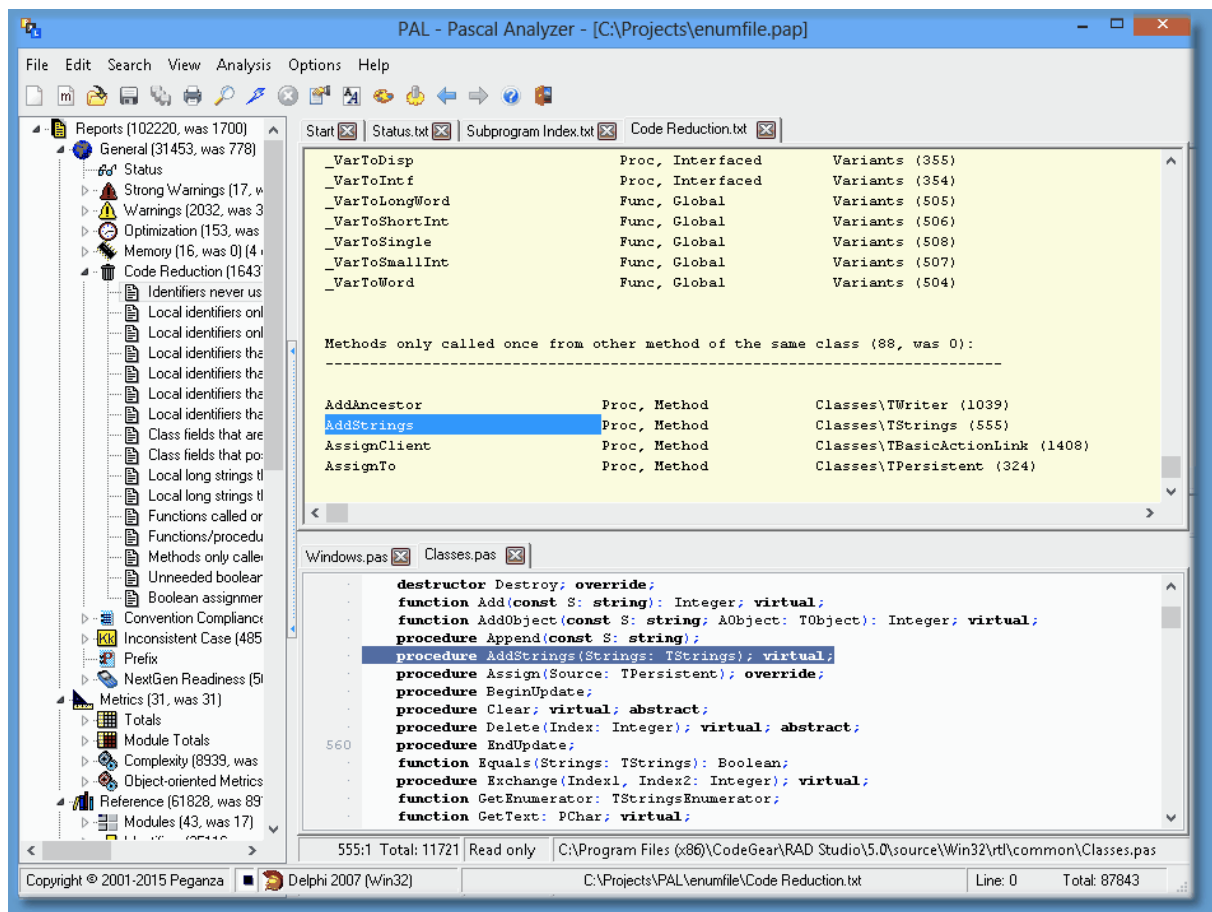 PAL - Pascal Analyzer - [C:\Projects\enumfile.pap]
File Edit Search View Analysis Options Help
Reports (102220, was 1700)
General (31453, was 778)
Status
Strong Warnings (17, w
Warnings (2032, was 3
Optimization (153, was
Memory (16, was 0) (4
Code Reduction (1643
Identifiers never us
Local identifiers onl
Local identifiers onl
Local identifiers tha
Local identifiers tha
Local identifiers tha
Local identifiers tha
Class fields that are
Class fields that po
Local long strings t
Local long strings t
Functions called or
Functions/procedu
Methods only calle
Unneeded boolear
Boolean assignmer
Convention Compliance
Inconsistent Case (485
Prefix
NextGen Readiness (5
Metrics (31, was 31)
Totals
Module Totals
Complexity (8939, was
Object-oriented Metrics
Reference (61828, was 89
Modules (43, was 17)
Start Status.txt Subprogram Index.txt Code Reduction.txt
_VarToDisp Proc, Interfaced Variants (355)
_VarToIntf Proc, Interfaced Variants (354)
_VarToLongWord Func, Global Variants (505)
_VarToShortInt Func, Global Variants (506)
_VarToSingle Func, Global Variants (508)
_VarToSmallInt Func, Global Variants (507)
_VarToWord Func, Global Variants (504)
Methods only called once from other method of the same class (88, was 0):
--------------------------------------------------------------------------
AddAncestor Proc, Method Classes\TWriter (1039)
AddStrings Proc, Method Classes\TStrings (555)
AssignClient Proc, Method Classes\TBasicActionLink (1408)
AssignTo Proc, Method Classes\TPersistent (324)
Windows.pas Classes.pas
destructor Destroy; override;
function Add(const S: string): Integer; virtual;
function AddObject(const S: string; AObject: TObject): Integer; virtual;
procedure Append(const S: string);
procedure AddStrings(Strings: TStrings); virtual;
procedure Assign(Source: TPersistent); override;
procedure BeginUpdate;
procedure Clear; virtual; abstract;
procedure Delete(Index: Integer); virtual; abstract;
560 procedure EndUpdate;
function Equals(Strings: TStrings): Boolean;
procedure Exchange(Index1, Index2: Integer); virtual;
function GetEnumerator: TStringsEnumerator;
function GetText: PChar; virtual;
555:1 Total: 11721 Read only C:\Program Files (x86)\CodeGear\RAD Studio\5.0\source\Win32\rtl\common\Classes.pas
Copyright © 2001-2015 Peganza Delphi 2007 (Win32) C:\Projects\PAL\enumfile\Code Reduction.txt Line: 0 Total: 87843